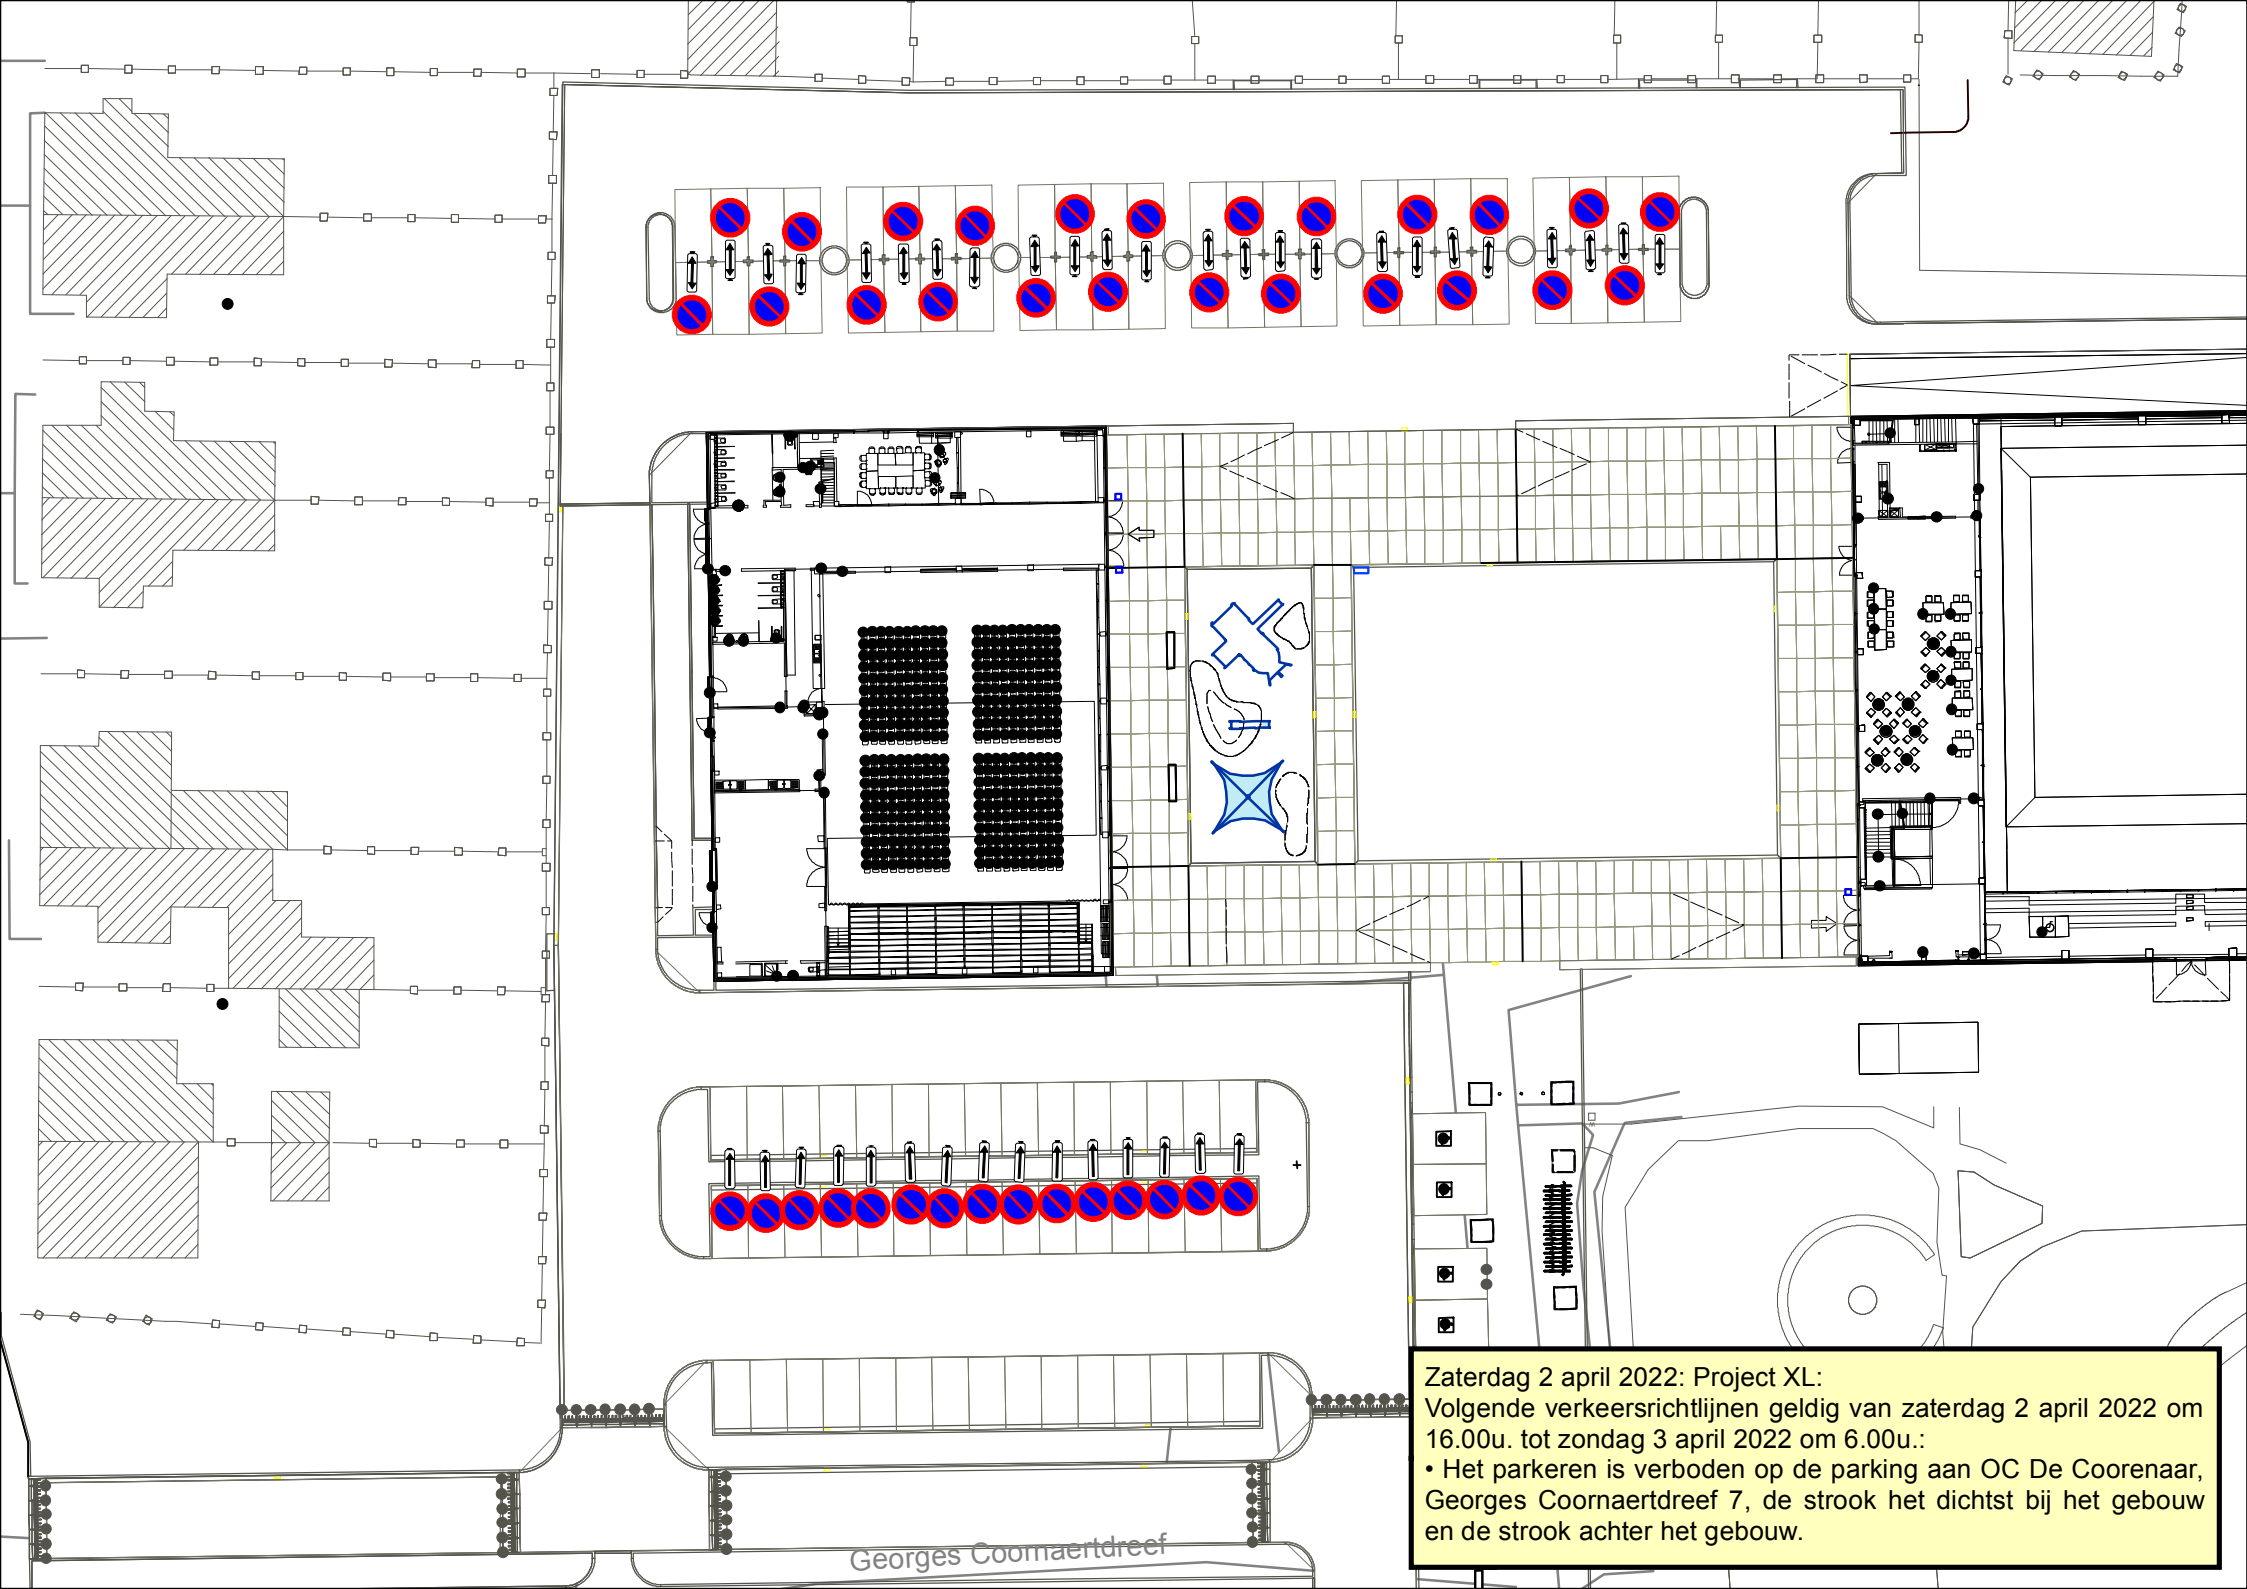 Zaterdag 2 april 2022: Project XL:
Volgende verkeersrichtlijnen geldig van zaterdag 2 april 2022 om
16.00u. tot zondag 3 april 2022 om 6.00u.:
• Het parkeren is verboden op de parking aan OC De Coorenaar,
Georges Coornaertdreef 7, de strook het dichtst bij het gebouw
en de strook achter het gebouw.
Georges Coornaertdreef